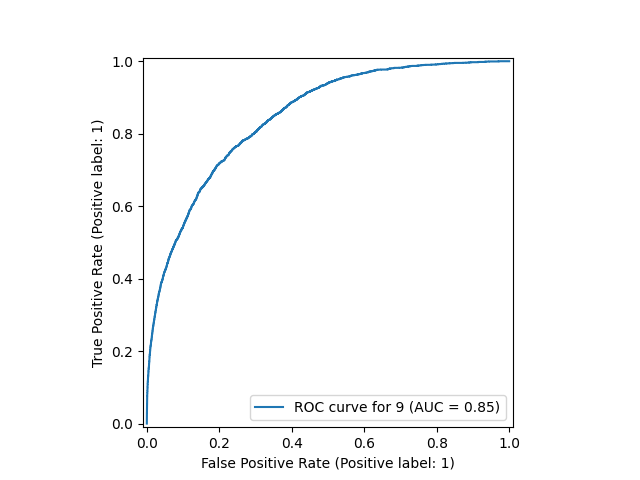 1.0
0.8
0.6
0.4
0.2
0.0
True Positive Rate (Positive label: 1)
ROC curve for 9 (AUC = 0.85)
0.0 0.2 0.4 0.6 0.8 1.0
False Positive Rate (Positive label: 1)